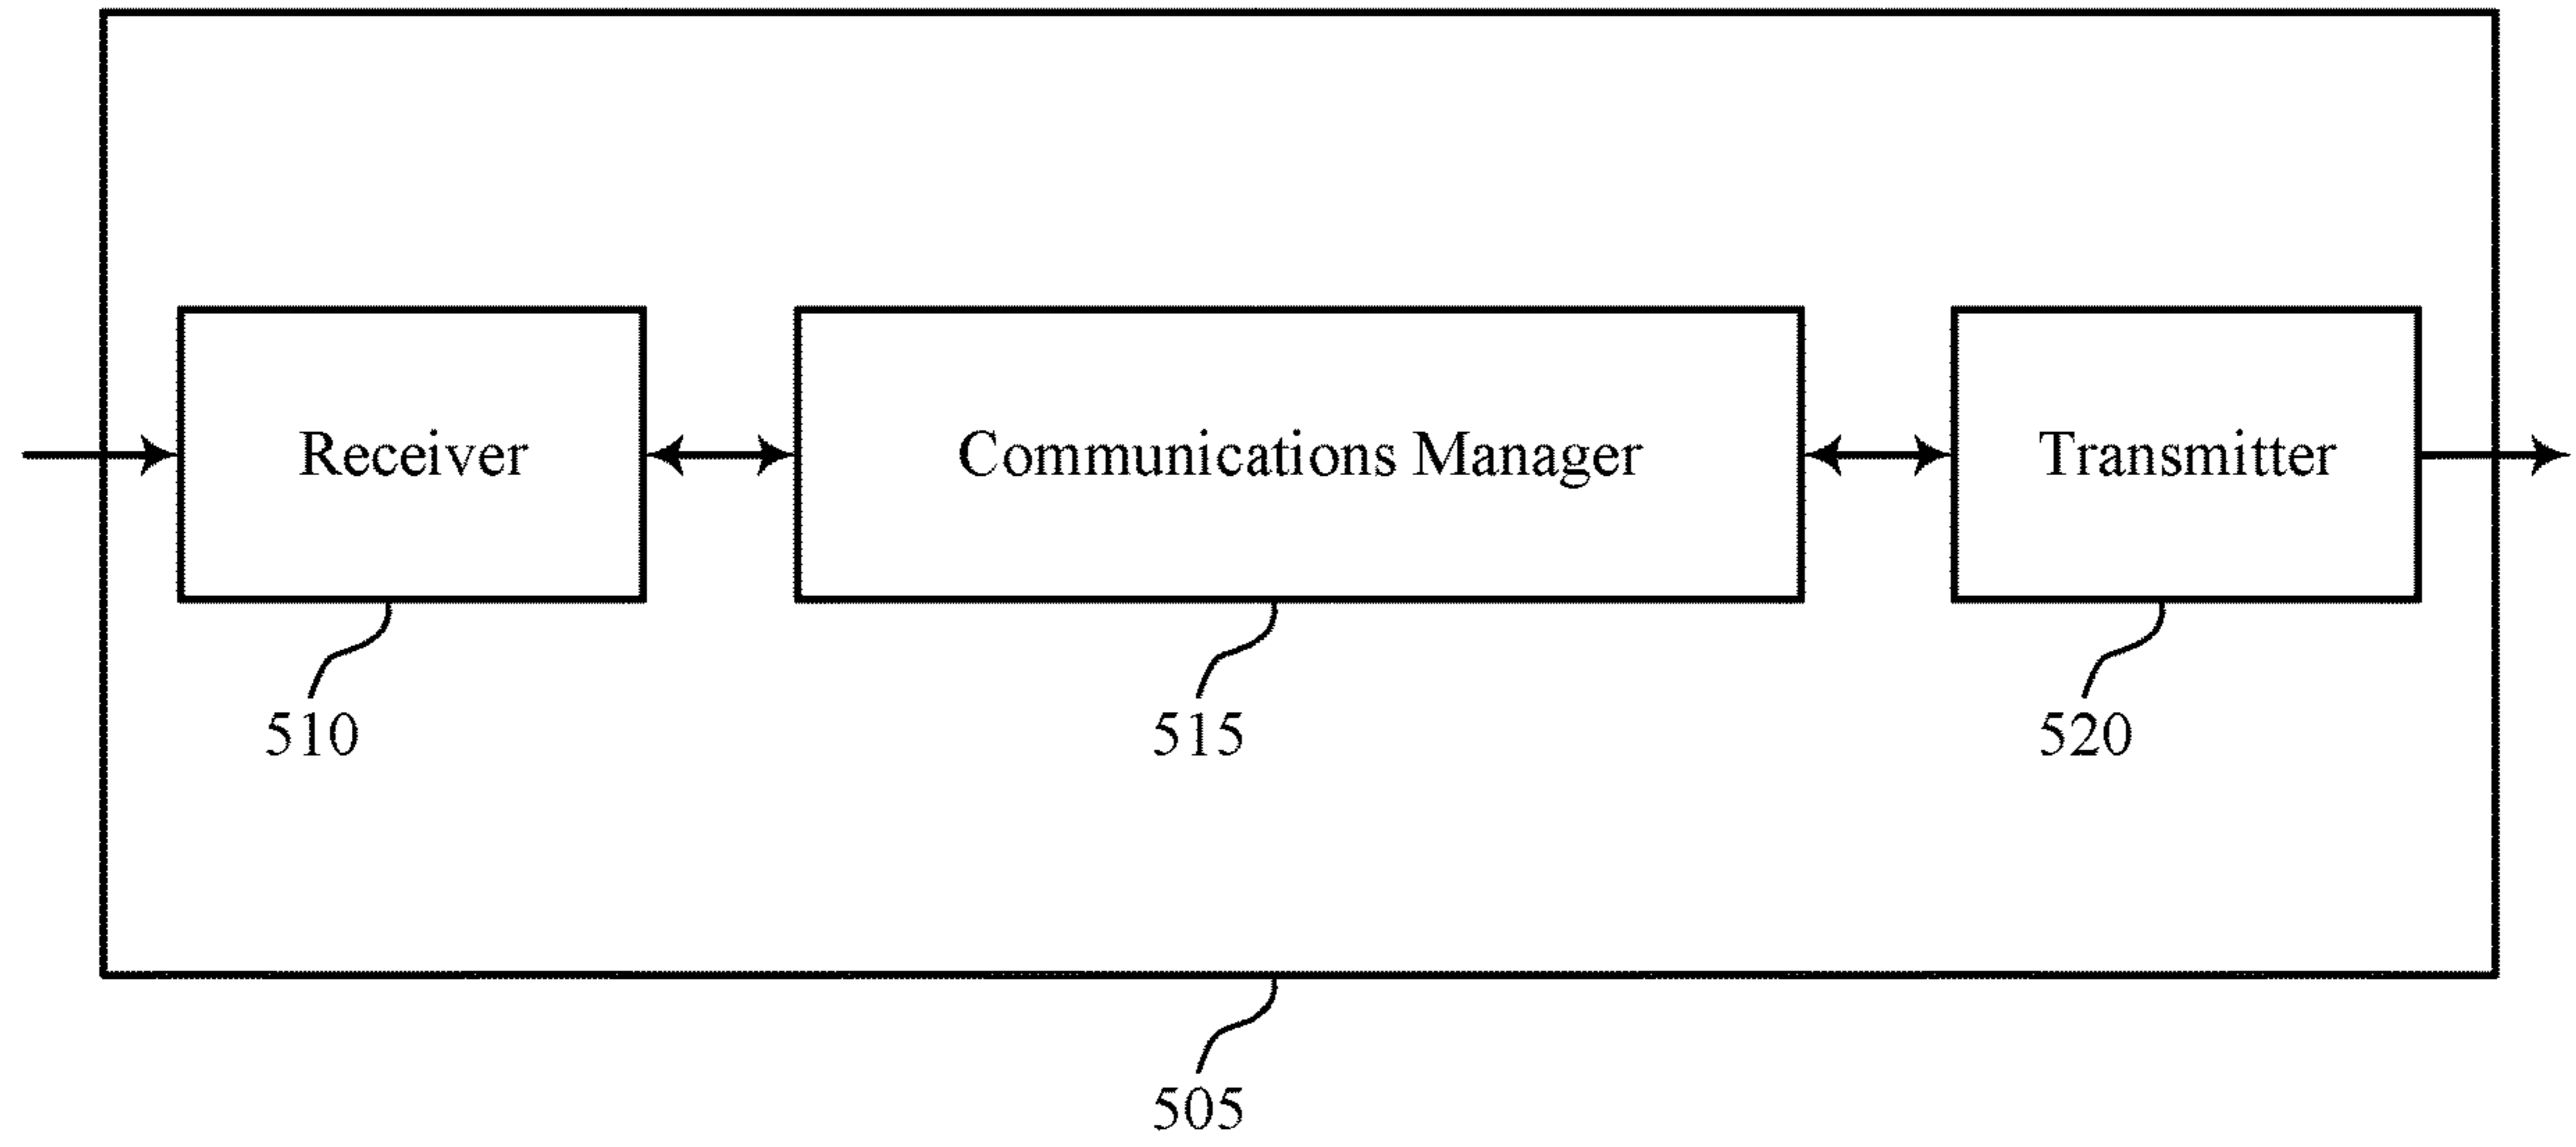 Receiver
Communications Manager
Transmitter
510
515
520
505